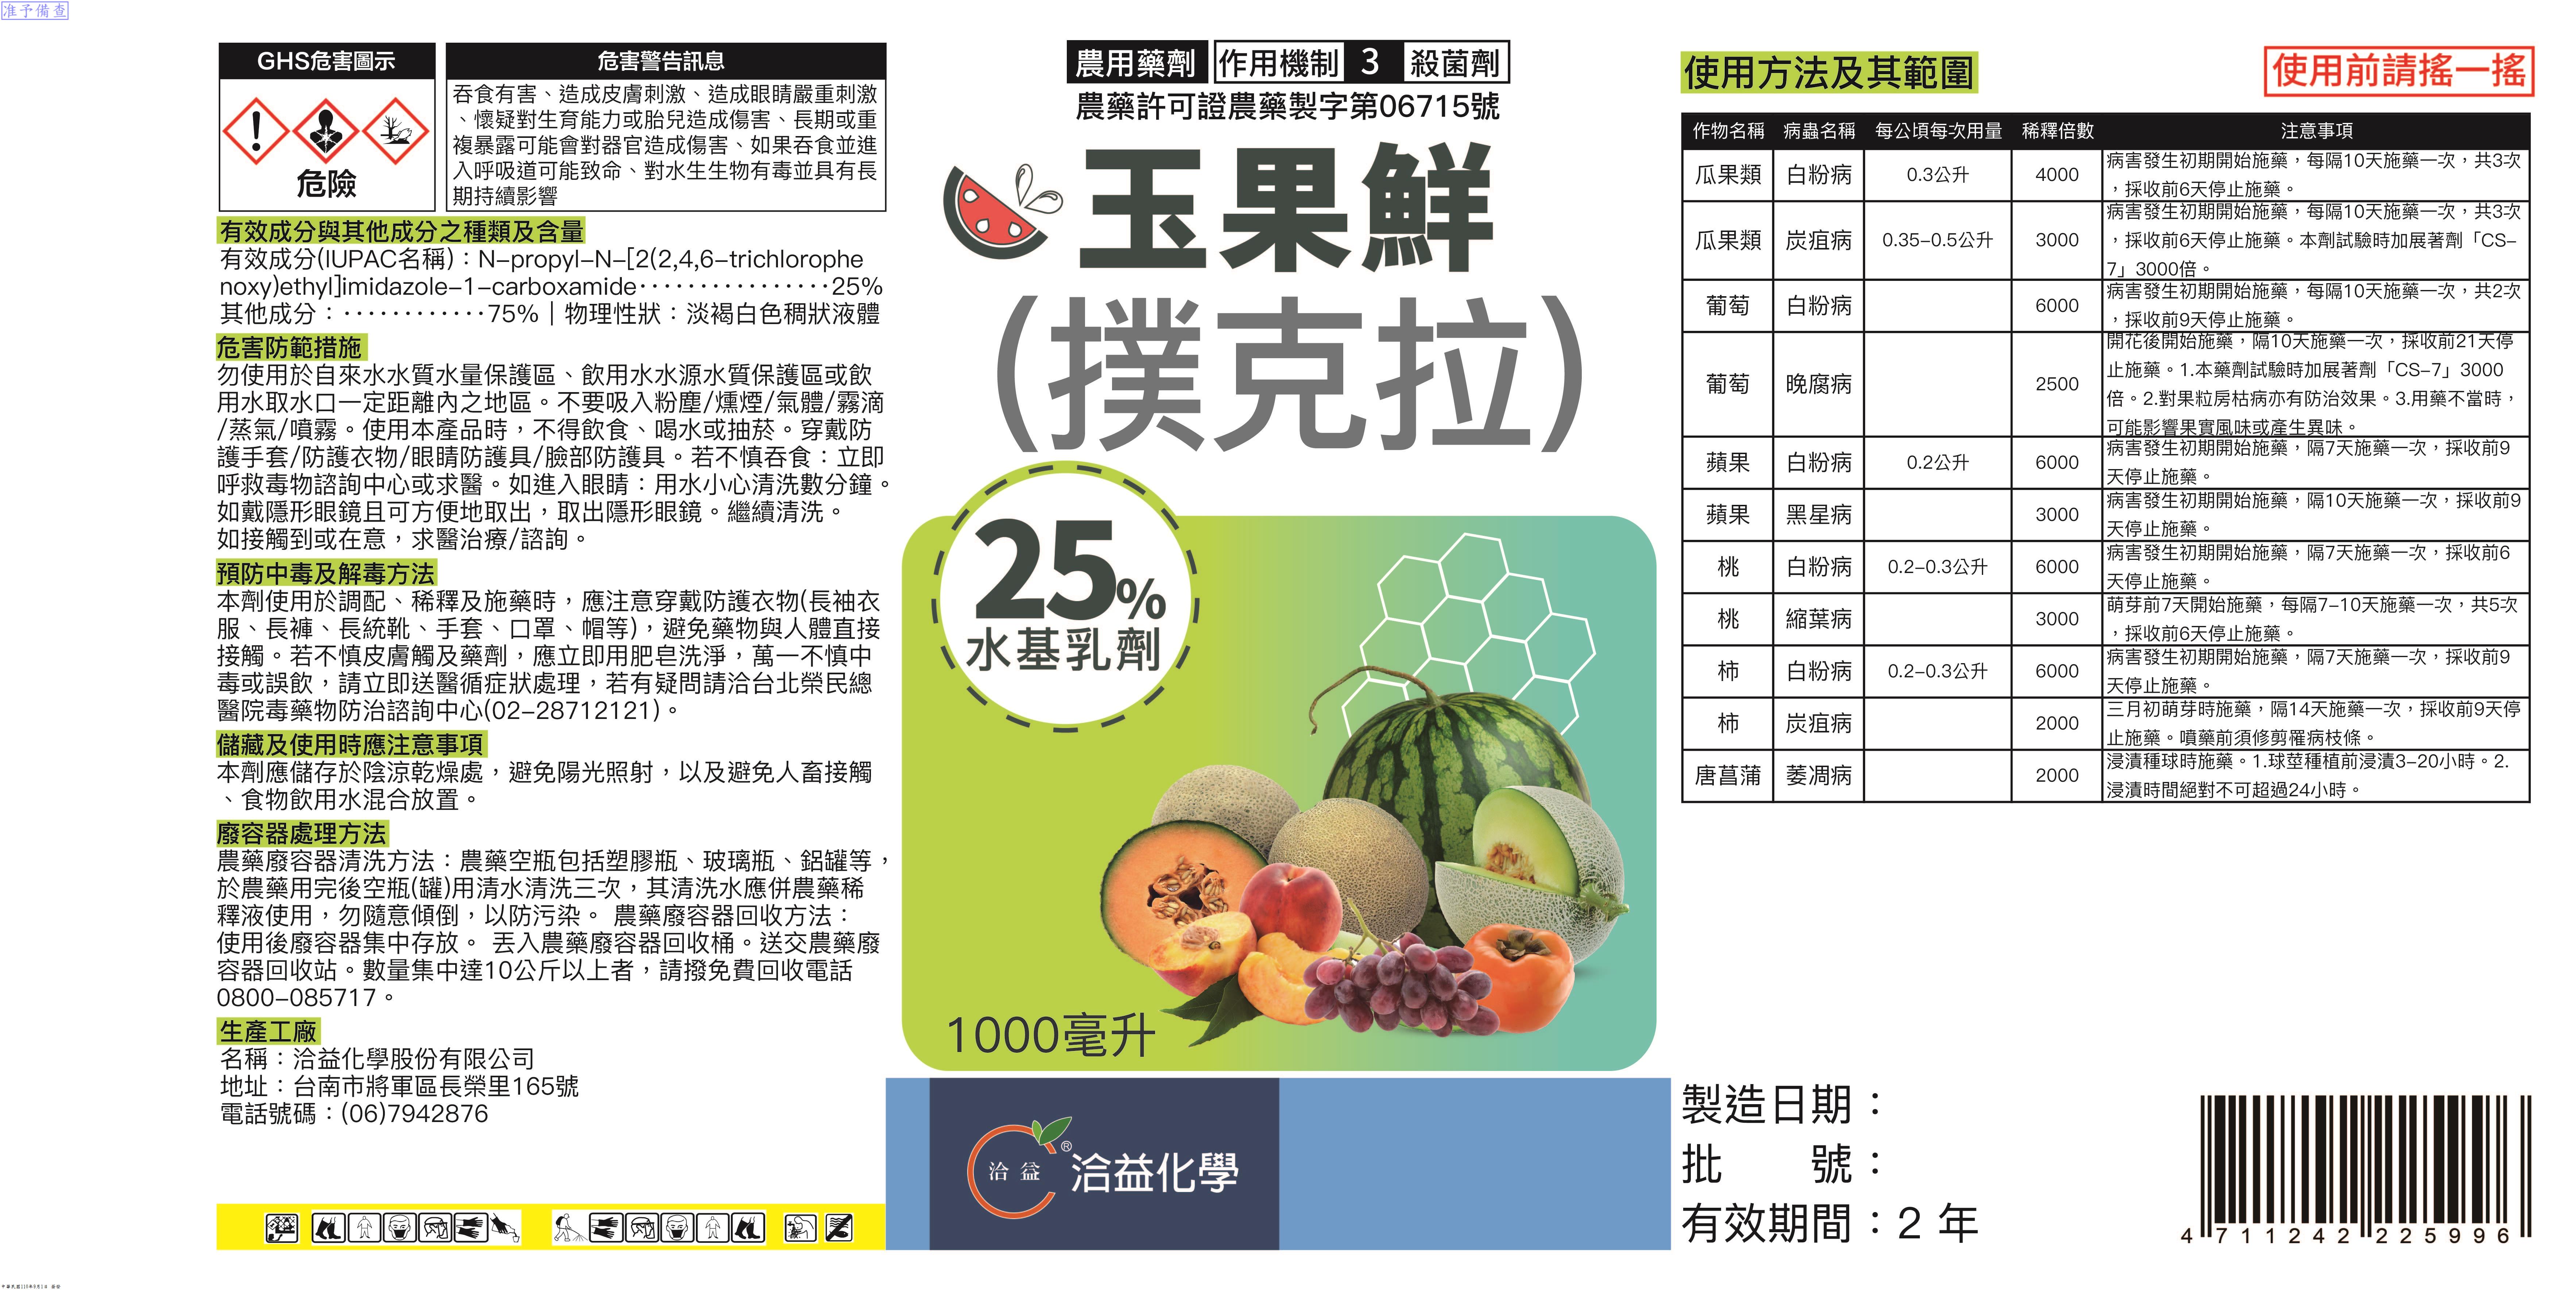 准予備查
GHS危害圖示
危險
危害警告訊息
吞食有害、造成皮膚刺激、造成眼睛嚴重刺激
、懷疑對生育能力或胎兒造成傷害、長期或重
複暴露可能會對器官造成傷害、如果吞食並進
入呼吸道可能致命、對水生生物有毒並具有長
期持續影響
有效成分與其他成分之種類及含量
有效成分(IUPAC名稱)：N-propyl-N-[2(2,4,6-trichlorophe
noxy)ethyl]imidazole-1-carboxamide················25%
其他成分：············75%｜物理性狀：淡褐白色稠狀液體
危害防範措施
勿使用於自來水水質水量保護區、飲用水水源水質保護區或飲
用水取水口一定距離內之地區。不要吸入粉塵/燻煙/氣體/霧滴
/蒸氣/噴霧。使用本產品時，不得飲食、喝水或抽菸。穿戴防
護手套/防護衣物/眼睛防護具/臉部防護具。若不慎吞食：立即
呼救毒物諮詢中心或求醫。如進入眼睛：用水小心清洗數分鐘。
如戴隱形眼鏡且可方便地取出，取出隱形眼鏡。繼續清洗。
如接觸到或在意，求醫治療/諮詢。
預防中毒及解毒方法
本劑使用於調配、稀釋及施藥時，應注意穿戴防護衣物(長袖衣
服、長褲、長統靴、手套、口罩、帽等)，避免藥物與人體直接
接觸。若不慎皮膚觸及藥劑，應立即用肥皂洗淨，萬一不慎中
毒或誤飲，請立即送醫循症狀處理，若有疑問請洽台北榮民總
醫院毒藥物防治諮詢中心(02-28712121)。
儲藏及使用時應注意事項
本劑應儲存於陰涼乾燥處，避免陽光照射，以及避免人畜接觸
、食物飲用水混合放置。
廢容器處理方法
農藥廢容器清洗方法：農藥空瓶包括塑膠瓶、玻璃瓶、鋁罐等，
於農藥用完後空瓶(罐)用清水清洗三次，其清洗水應併農藥稀
釋液使用，勿隨意傾倒，以防污染。 農藥廢容器回收方法：
使用後廢容器集中存放。 丟入農藥廢容器回收桶。送交農藥廢
容器回收站。數量集中達10公斤以上者，請撥免費回收電話
0800-085717。
生產工廠
名稱：洽益化學股份有限公司
地址：台南市將軍區長榮里165號
電話號碼：(06)7942876
農用藥劑 作用機制 3 殺菌劑
農藥許可證農藥製字第06715號
玉果鮮
(撲克拉)
25%
水基乳劑
1000毫升
洽益 ® 洽益化學
使用方法及其範圍
使用前請搖一搖
作物名稱 病蟲名稱 每公頃每次用量 稀釋倍數 注意事項
瓜果類 白粉病 0.3公升 4000 病害發生初期開始施藥，每隔10天施藥一次，共3次
，採收前6天停止施藥。
瓜果類 炭疽病 0.35-0.5公升 3000 病害發生初期開始施藥，每隔10天施藥一次，共3次
，採收前6天停止施藥。本劑試驗時加展著劑「CS-
7」3000倍。
葡萄 白粉病 6000 病害發生初期開始施藥，每隔10天施藥一次，共2次
，採收前9天停止施藥。
葡萄 晚腐病 2500 開花後開始施藥，隔10天施藥一次，採收前21天停
止施藥。1.本藥劑試驗時加展著劑「CS-7」3000
倍。2.對果粒房枯病亦有防治效果。3.用藥不當時，
可能影響果實風味或產生異味。
蘋果 白粉病 0.2公升 6000 病害發生初期開始施藥，隔7天施藥一次，採收前9
天停止施藥。
蘋果 黑星病 3000 病害發生初期開始施藥，隔10天施藥一次，採收前9
天停止施藥。
桃 白粉病 0.2-0.3公升 6000 病害發生初期開始施藥，隔7天施藥一次，採收前6
天停止施藥。
桃 縮葉病 3000 萌芽前7天開始施藥，每隔7-10天施藥一次，共5次
，採收前6天停止施藥。
柿 白粉病 0.2-0.3公升 6000 病害發生初期開始施藥，隔7天施藥一次，採收前9
天停止施藥。
柿 炭疽病 2000 三月初萌芽時施藥，隔14天施藥一次，採收前9天停
止施藥。噴藥前須修剪罹病枝條。
唐菖蒲 萎凋病 2000 浸漬種球時施藥。1.球莖種植前浸漬3-20小時。2.
浸漬時間絕對不可超過24小時。
製造日期：
批 號：
有效期間：2 年
4 711242 225996